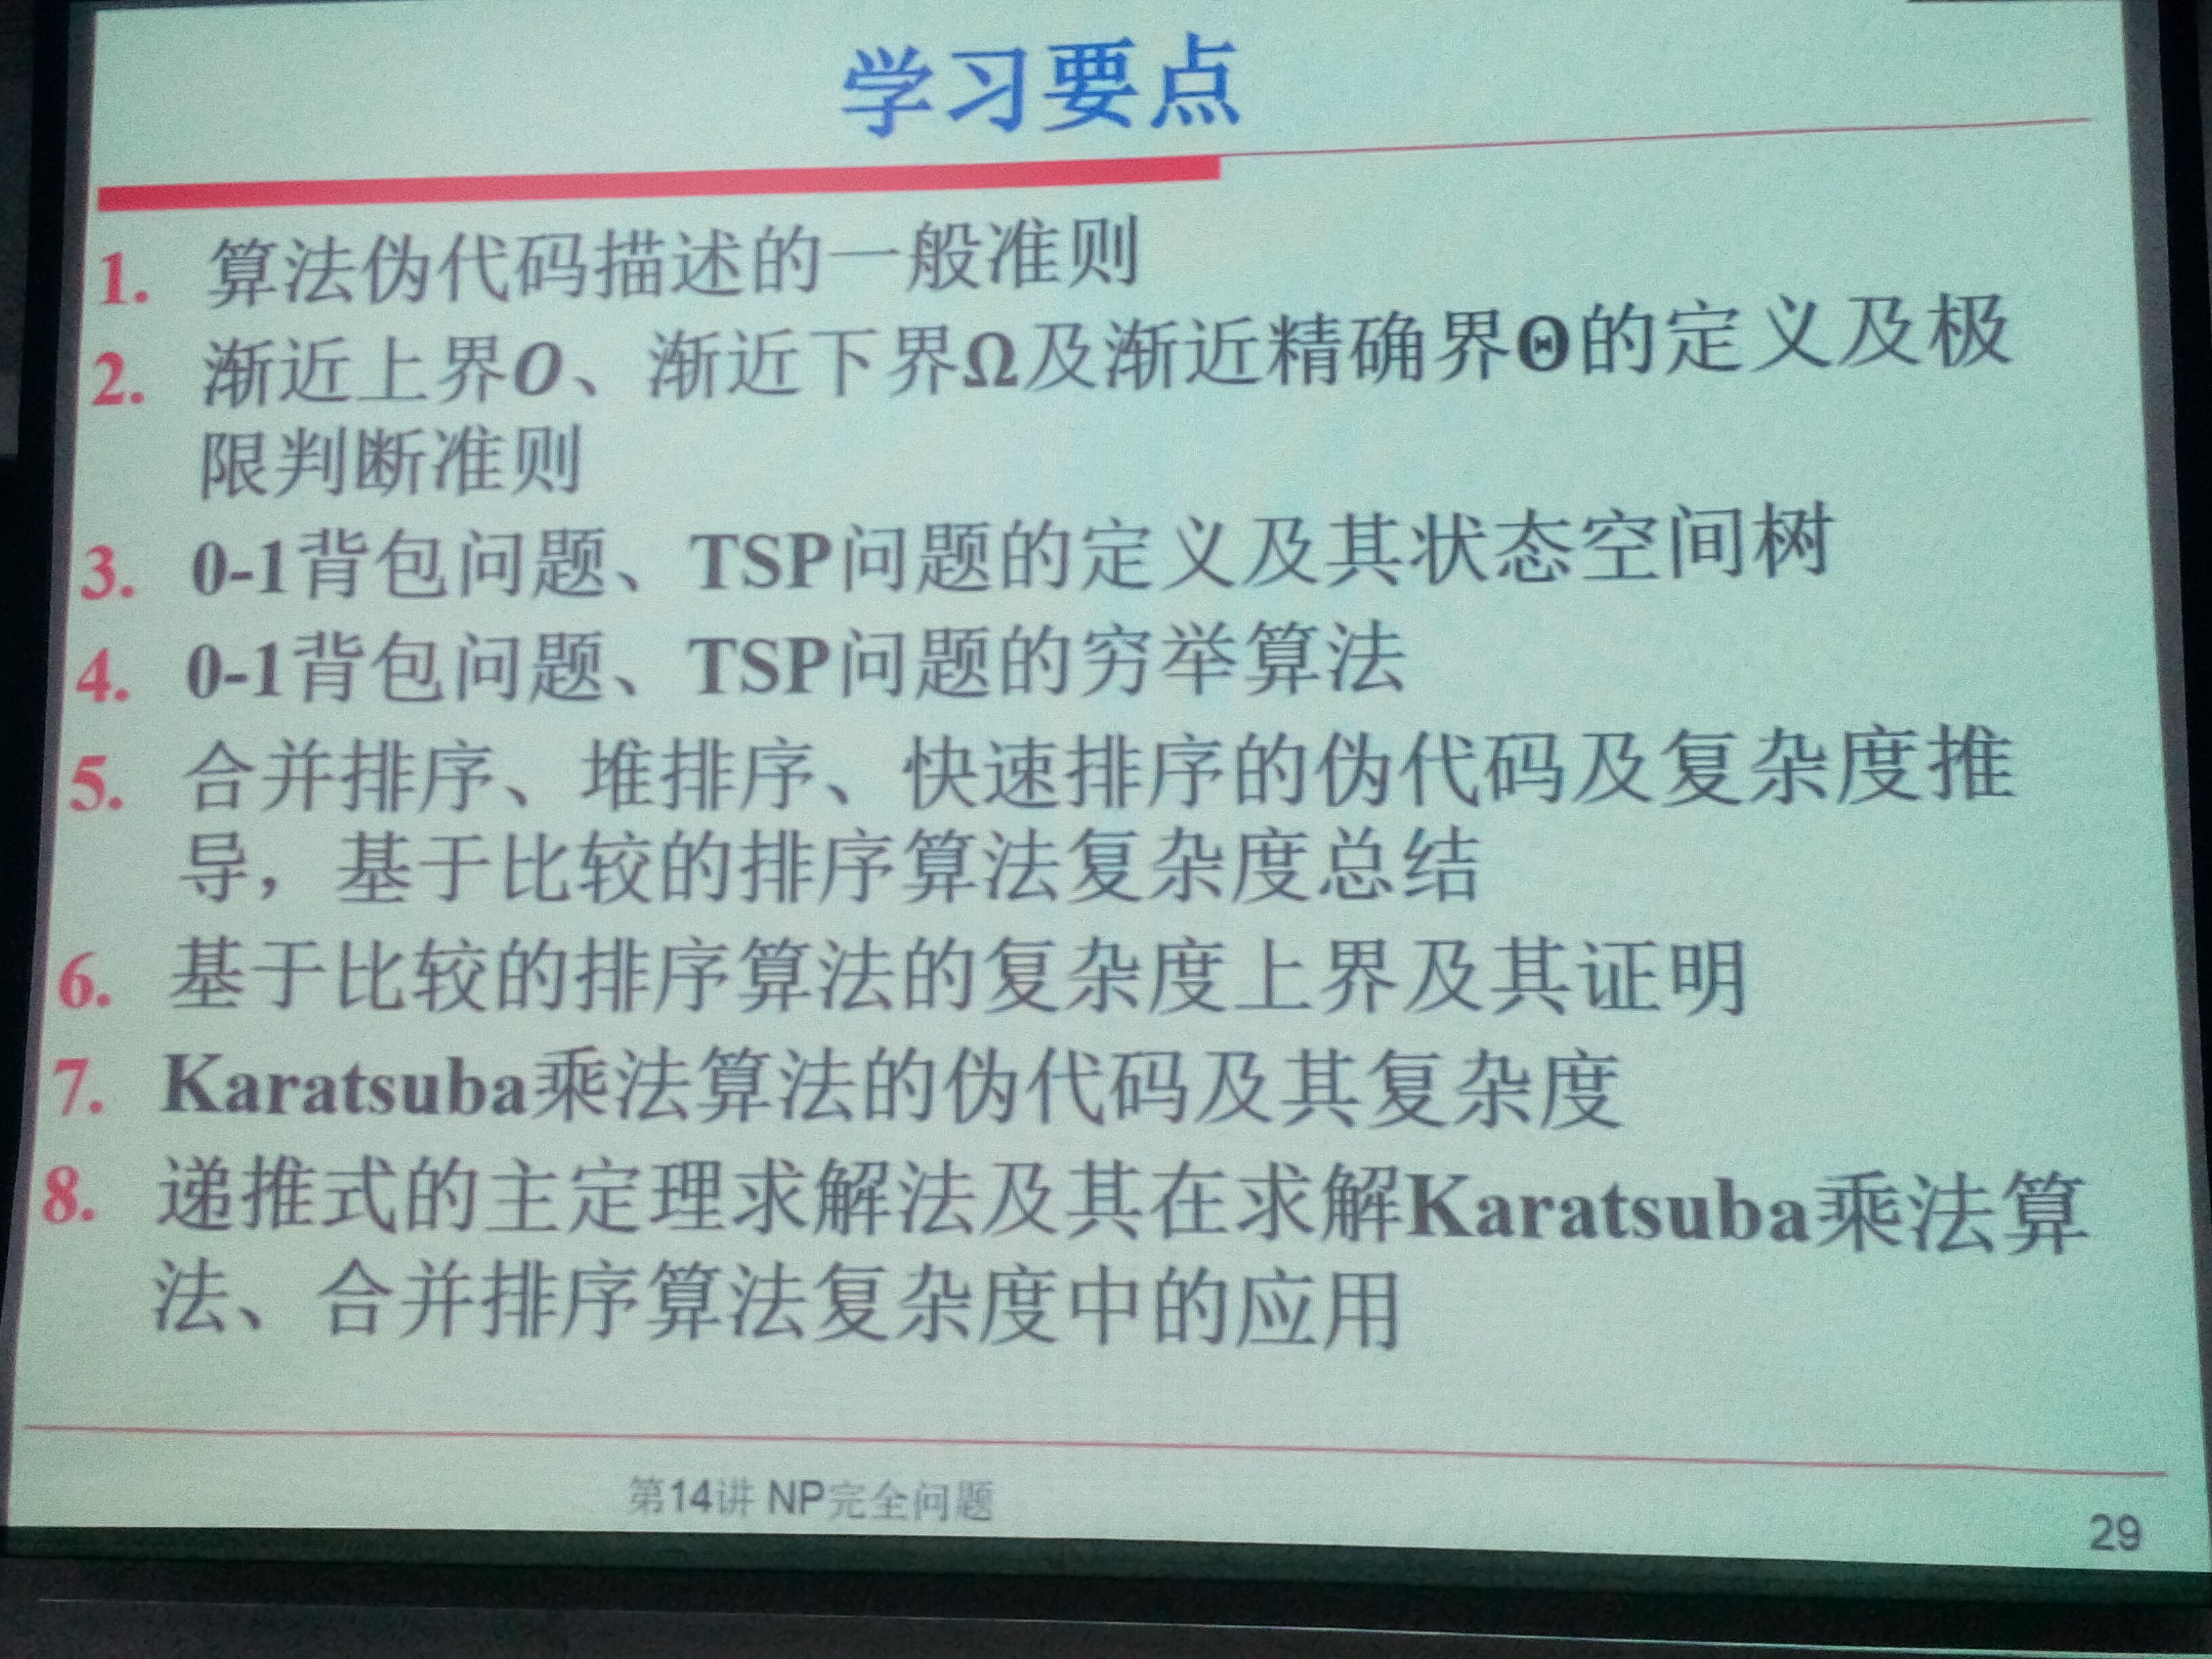 学习要点
1. 算法伪代码描述的一般准则
2. 渐近上界O、渐近下界Ω及渐近精确界Θ的定义及极
限判断准则
3. 0-1背包问题、TSP问题的定义及其状态空间树
4. 0-1背包问题、TSP问题的穷举算法
5. 合并排序、堆排序、快速排序的伪代码及复杂度推
导，基于比较的排序算法复杂度总结
6. 基于比较的排序算法的复杂度上界及其证明
7. Karatsuba乘法算法的伪代码及其复杂度
8. 递推式的主定理求解法及其在求解Karatsuba乘法算
法、合并排序算法复杂度中的应用
第14讲 NP完全问题
29